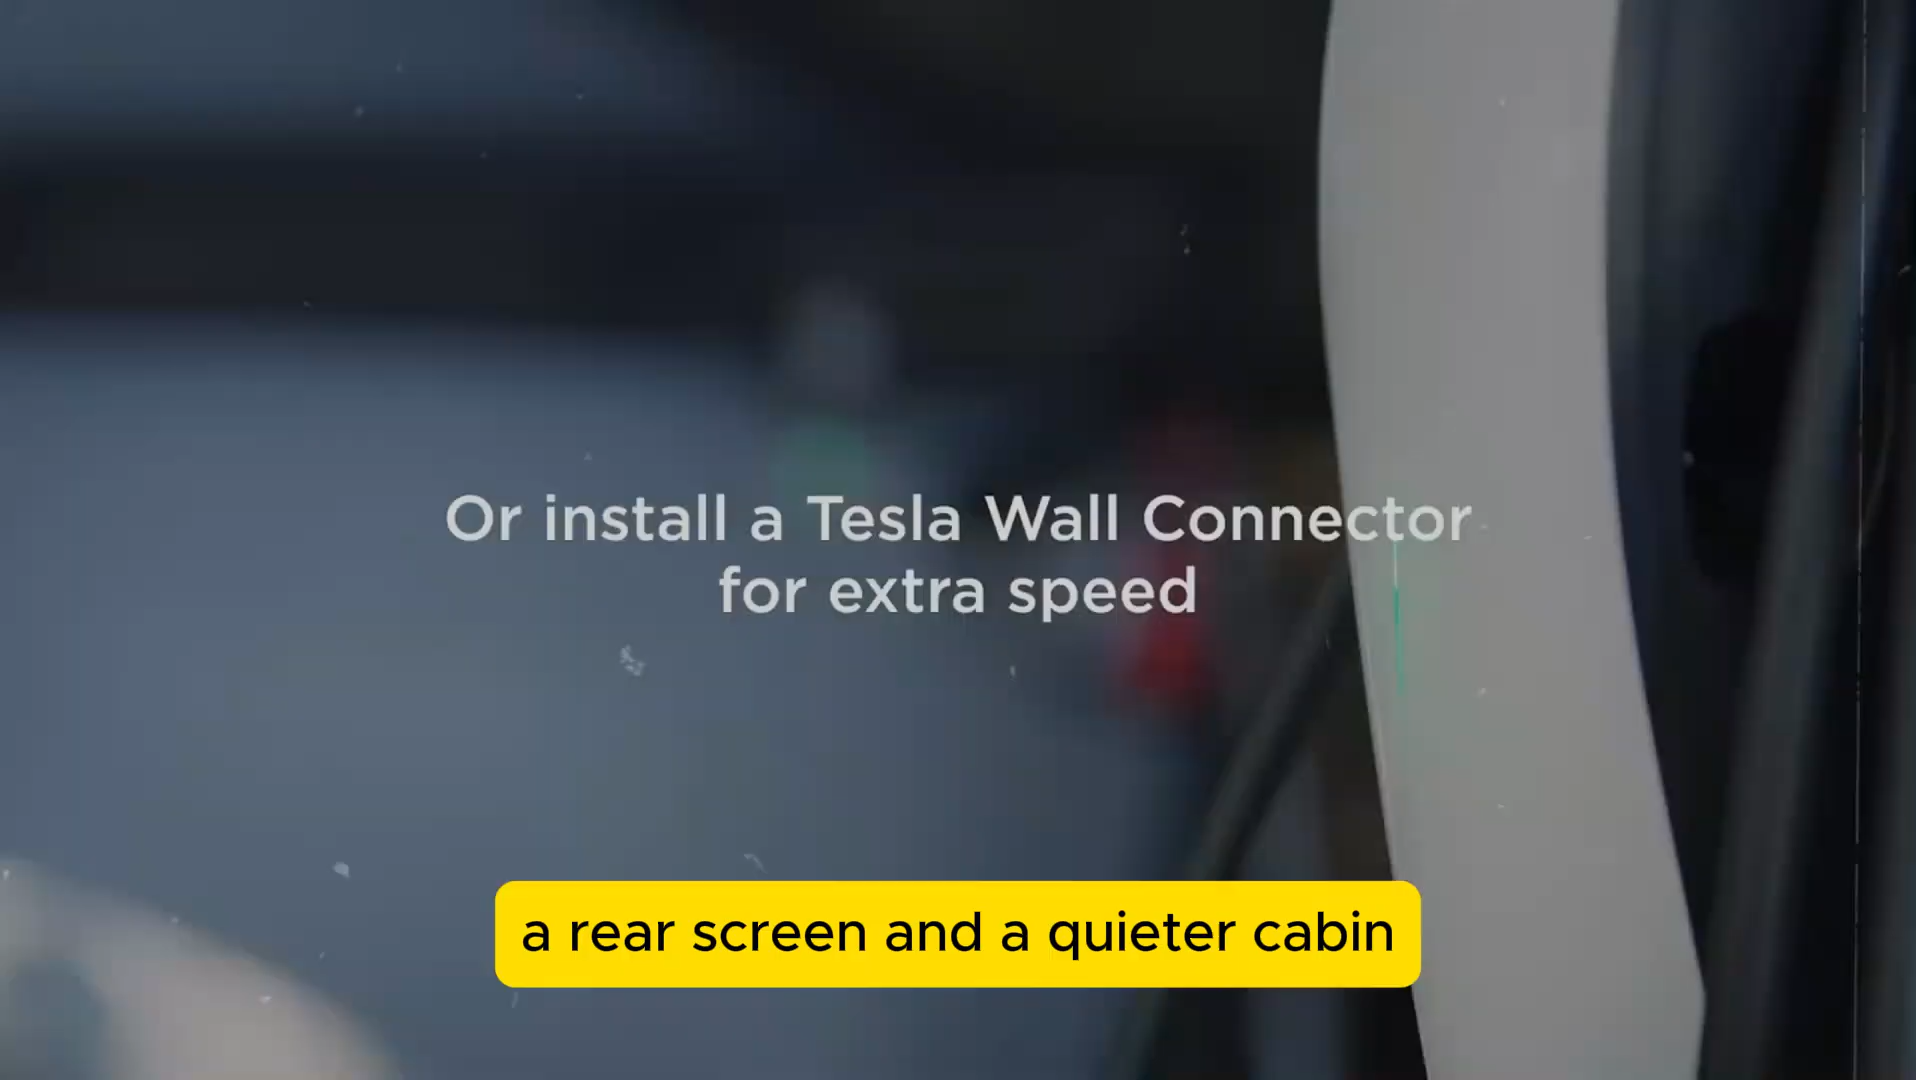 Or install a Tesla Wall Connector
for extra speed
a rear screen and a quieter cabin